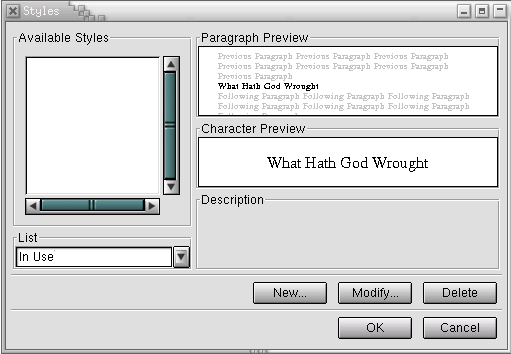 Styles
Available Styles
Paragraph Preview
Previous Paragraph Previous Paragraph Previous Paragraph
Previous Paragraph Previous Paragraph Previous Paragraph
Previous Paragraph
What Hath God Wrought
Following Paragraph Following Paragraph Following Paragraph
Following Paragraph Following Paragraph Following Paragraph
Character Preview
What Hath God Wrought
Description
List
In Use
New...
Modify...
Delete
OK
Cancel